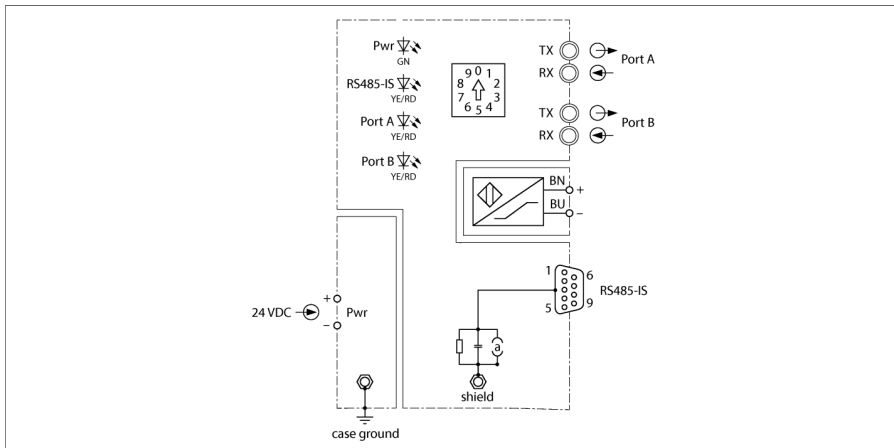 Pwr
GN
RS485-IS
YE/RD
Port A
YE/RD
Port B
YE/RD
9 0 1
8 2
7 3
6 5 4
TX
RX
Port A
TX
RX
Port B
BN +
BU –
1 6
5 9
RS485-IS
24 VDC
+
–
Pwr
a
shield
case ground